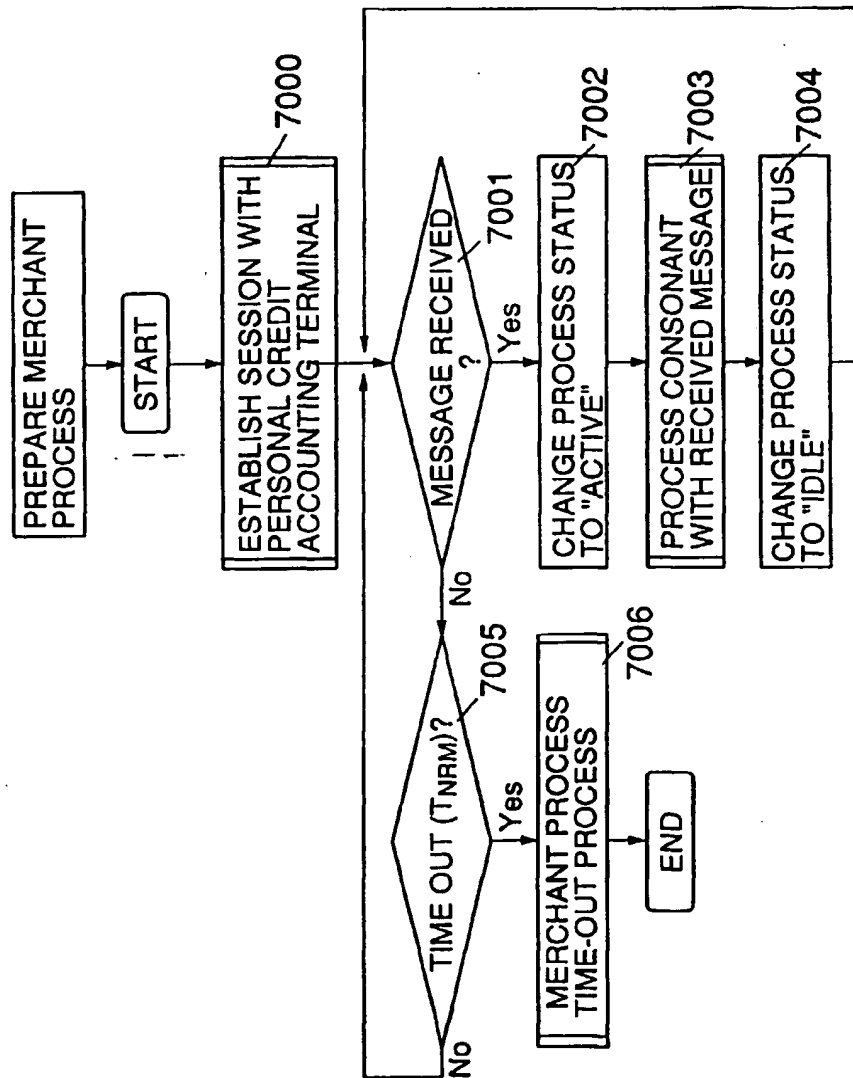 PREPARE MERCHANT
PROCESS
START
ESTABLISH SESSION WITH
PERSONAL CREDIT
ACCOUNTING TERMINAL
7000
MESSAGE RECEIVED
?
7001
Yes
No
CHANGE PROCESS STATUS
TO "ACTIVE"
7002
PROCESS CONSONANT
WITH RECEIVED MESSAGE
7003
CHANGE PROCESS STATUS
TO "IDLE"
7004
TIME OUT (TNRM)?
7005
No
Yes
MERCHANT PROCESS
TIME-OUT PROCESS
7006
END